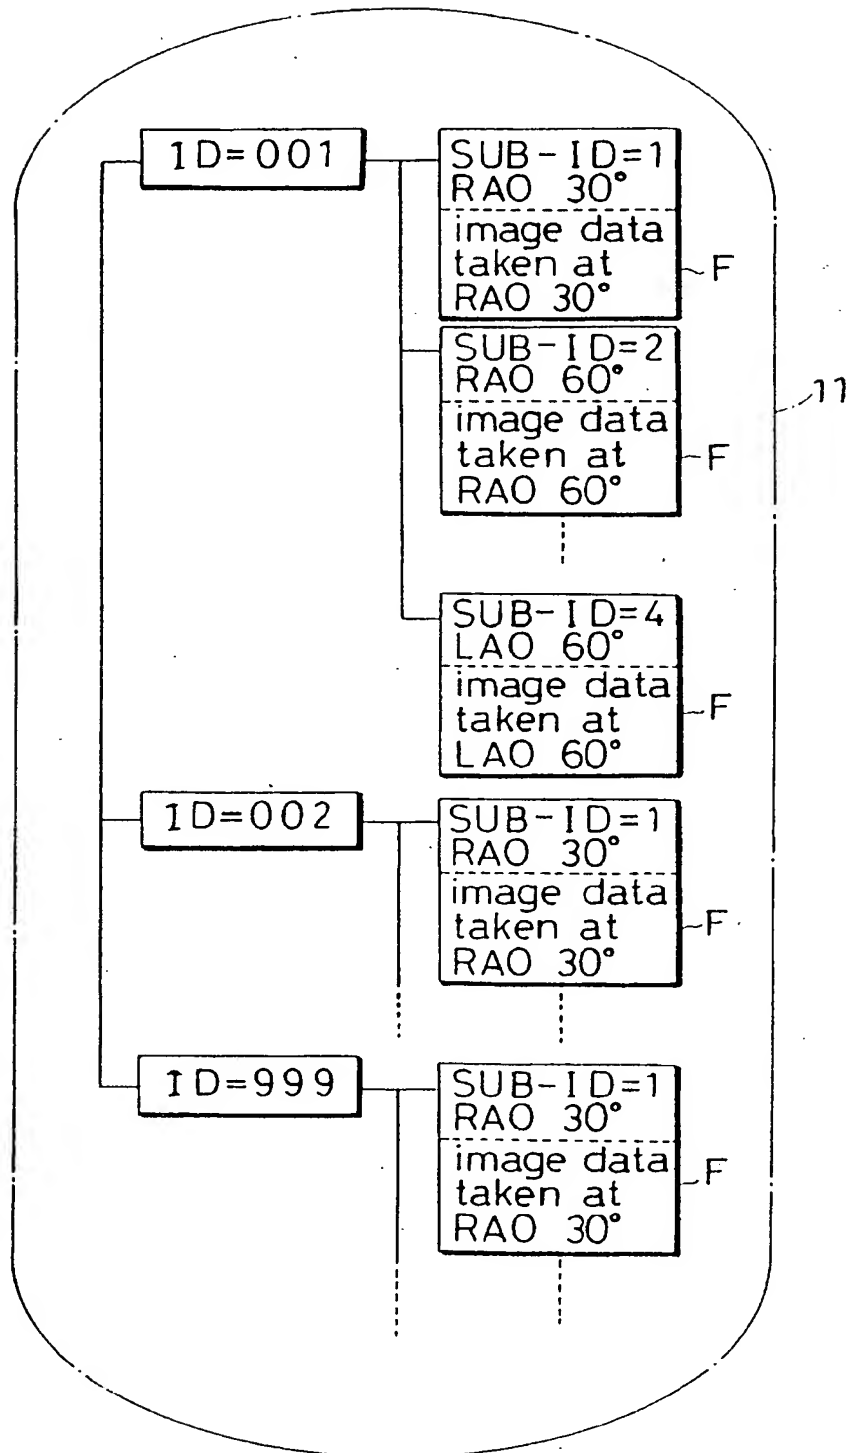 ID=001
SUB-ID=1
RAO 30°
image data
taken at
RAO 30°
F
SUB-ID=2
RAO 60°
image data
taken at
RAO 60°
F
11
SUB-ID=4
LAO 60°
image data
taken at
LAO 60°
F
ID=002
SUB-ID=1
RAO 30°
image data
taken at
RAO 30°
F
ID=999
SUB-ID=1
RAO 30°
image data
taken at
RAO 30°
F